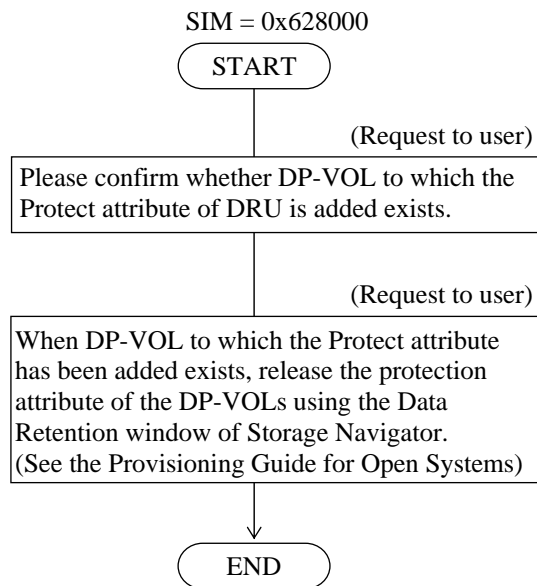 SIM = 0x628000
START
(Request to user)
Please confirm whether DP-VOL to which the
Protect attribute of DRU is added exists.
(Request to user)
When DP-VOL to which the Protect attribute
has been added exists, release the protection
attribute of the DP-VOLs using the Data
Retention window of Storage Navigator.
(See the Provisioning Guide for Open Systems)
END